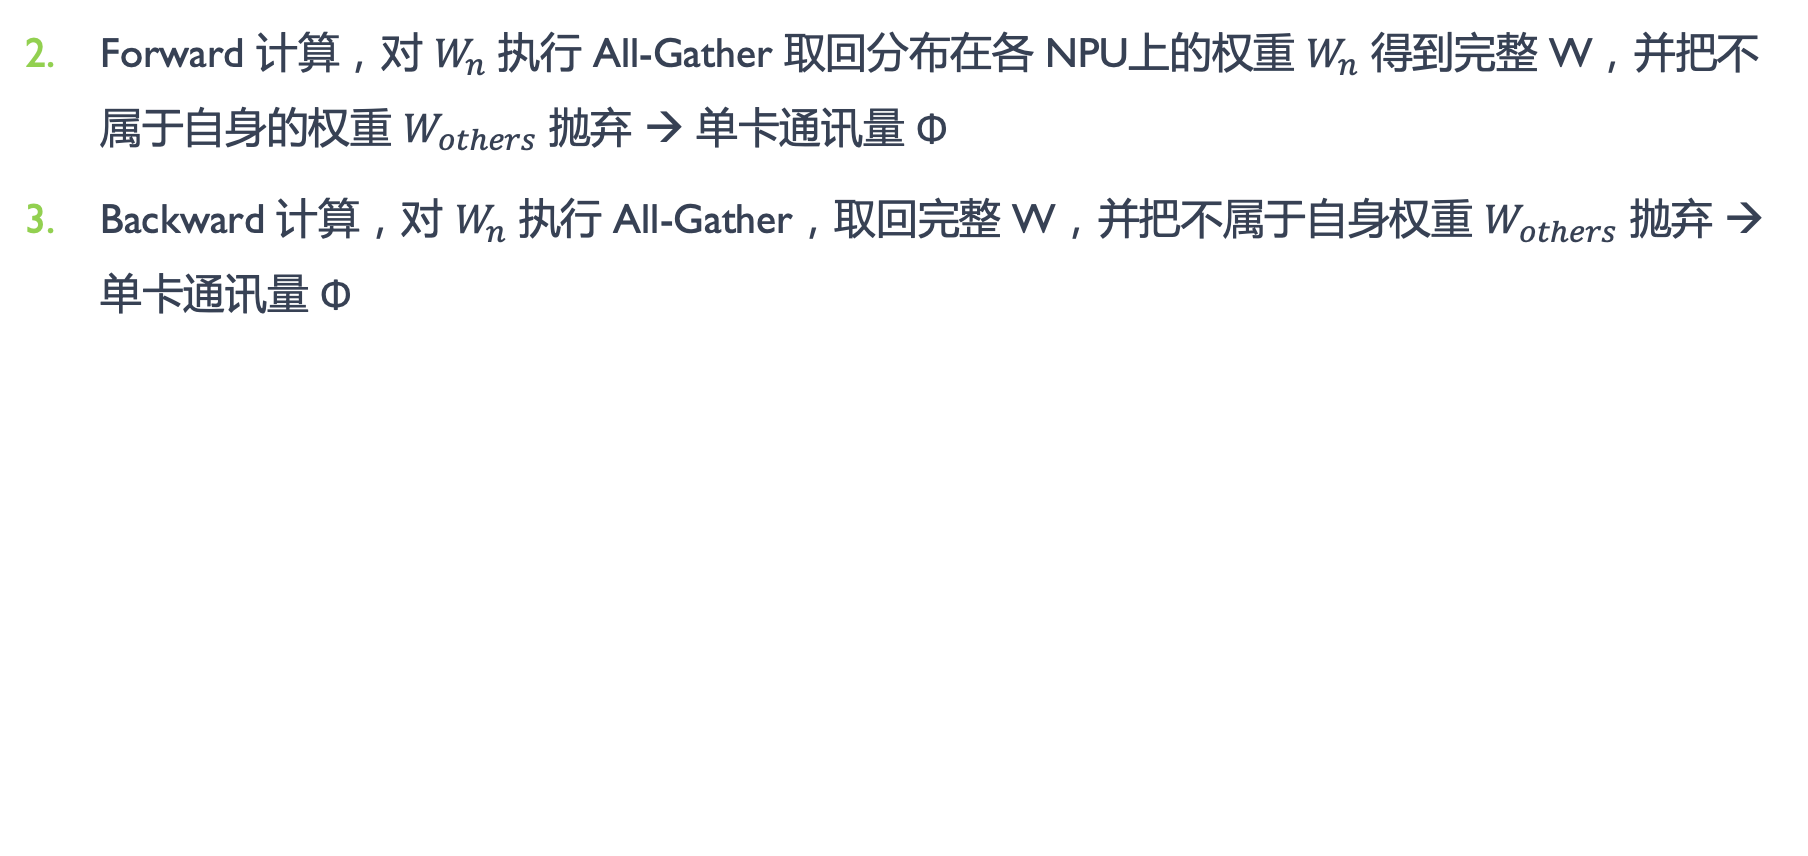 2. Forward 计算，对 Wn 执行 All-Gather 取回分布在各 NPU上的权重 Wn 得到完整 W，并把不
属于自身的权重 Wothers 抛弃 → 单卡通讯量 Φ
3. Backward 计算，对 Wn 执行 All-Gather，取回完整 W，并把不属于自身权重 Wothers 抛弃 →
单卡通讯量 Φ